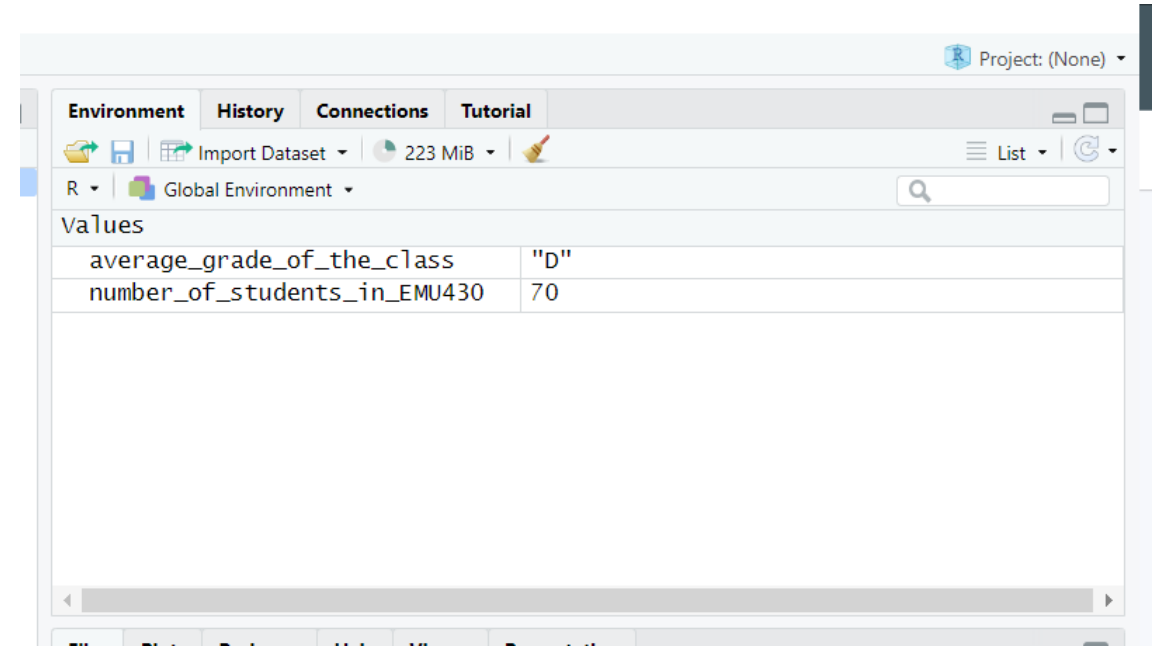 Project: (None)
Environment History Connections Tutorial
Import Dataset 223 MiB List
R Global Environment
Values
average_grade_of_the_class "D"
number_of_students_in_EMU430 70